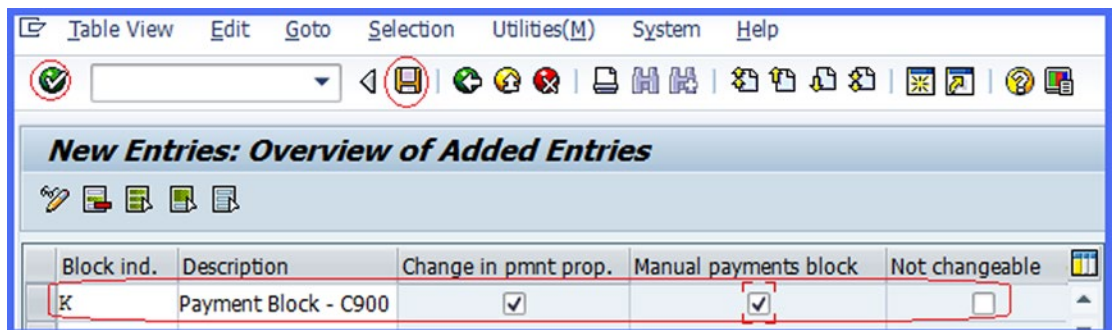 Table View Edit Goto Selection Utilities(M) System Help
New Entries: Overview of Added Entries
Block ind. Description Change in pmnt prop. Manual payments block Not changeable
K Payment Block - C900